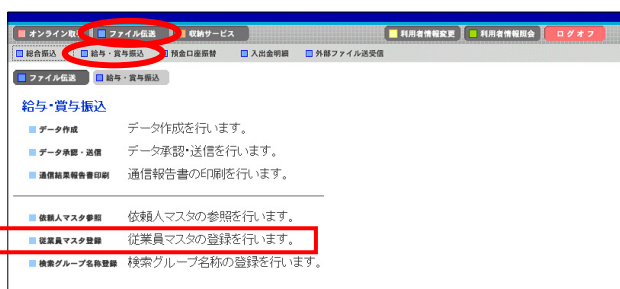 オンライン取 ファイル伝送 収納サービス 利用者情報変更 利用者情報照会 ログオフ
総合振込 給与・賞与振込 預金口座振替 入出金明細 外部ファイル送受信
ファイル伝送 給与・賞与振込
給与・賞与振込
データ作成 データ作成を行います。
データ承認・送信 データ承認・送信を行います。
通信結果報告書印刷 通信報告書の印刷を行います。
依頼人マスタ参照 依頼人マスタの参照を行います。
従業員マスタ登録 従業員マスタの登録を行います。
検索グループ名称登録 検索グループ名称の登録を行います。